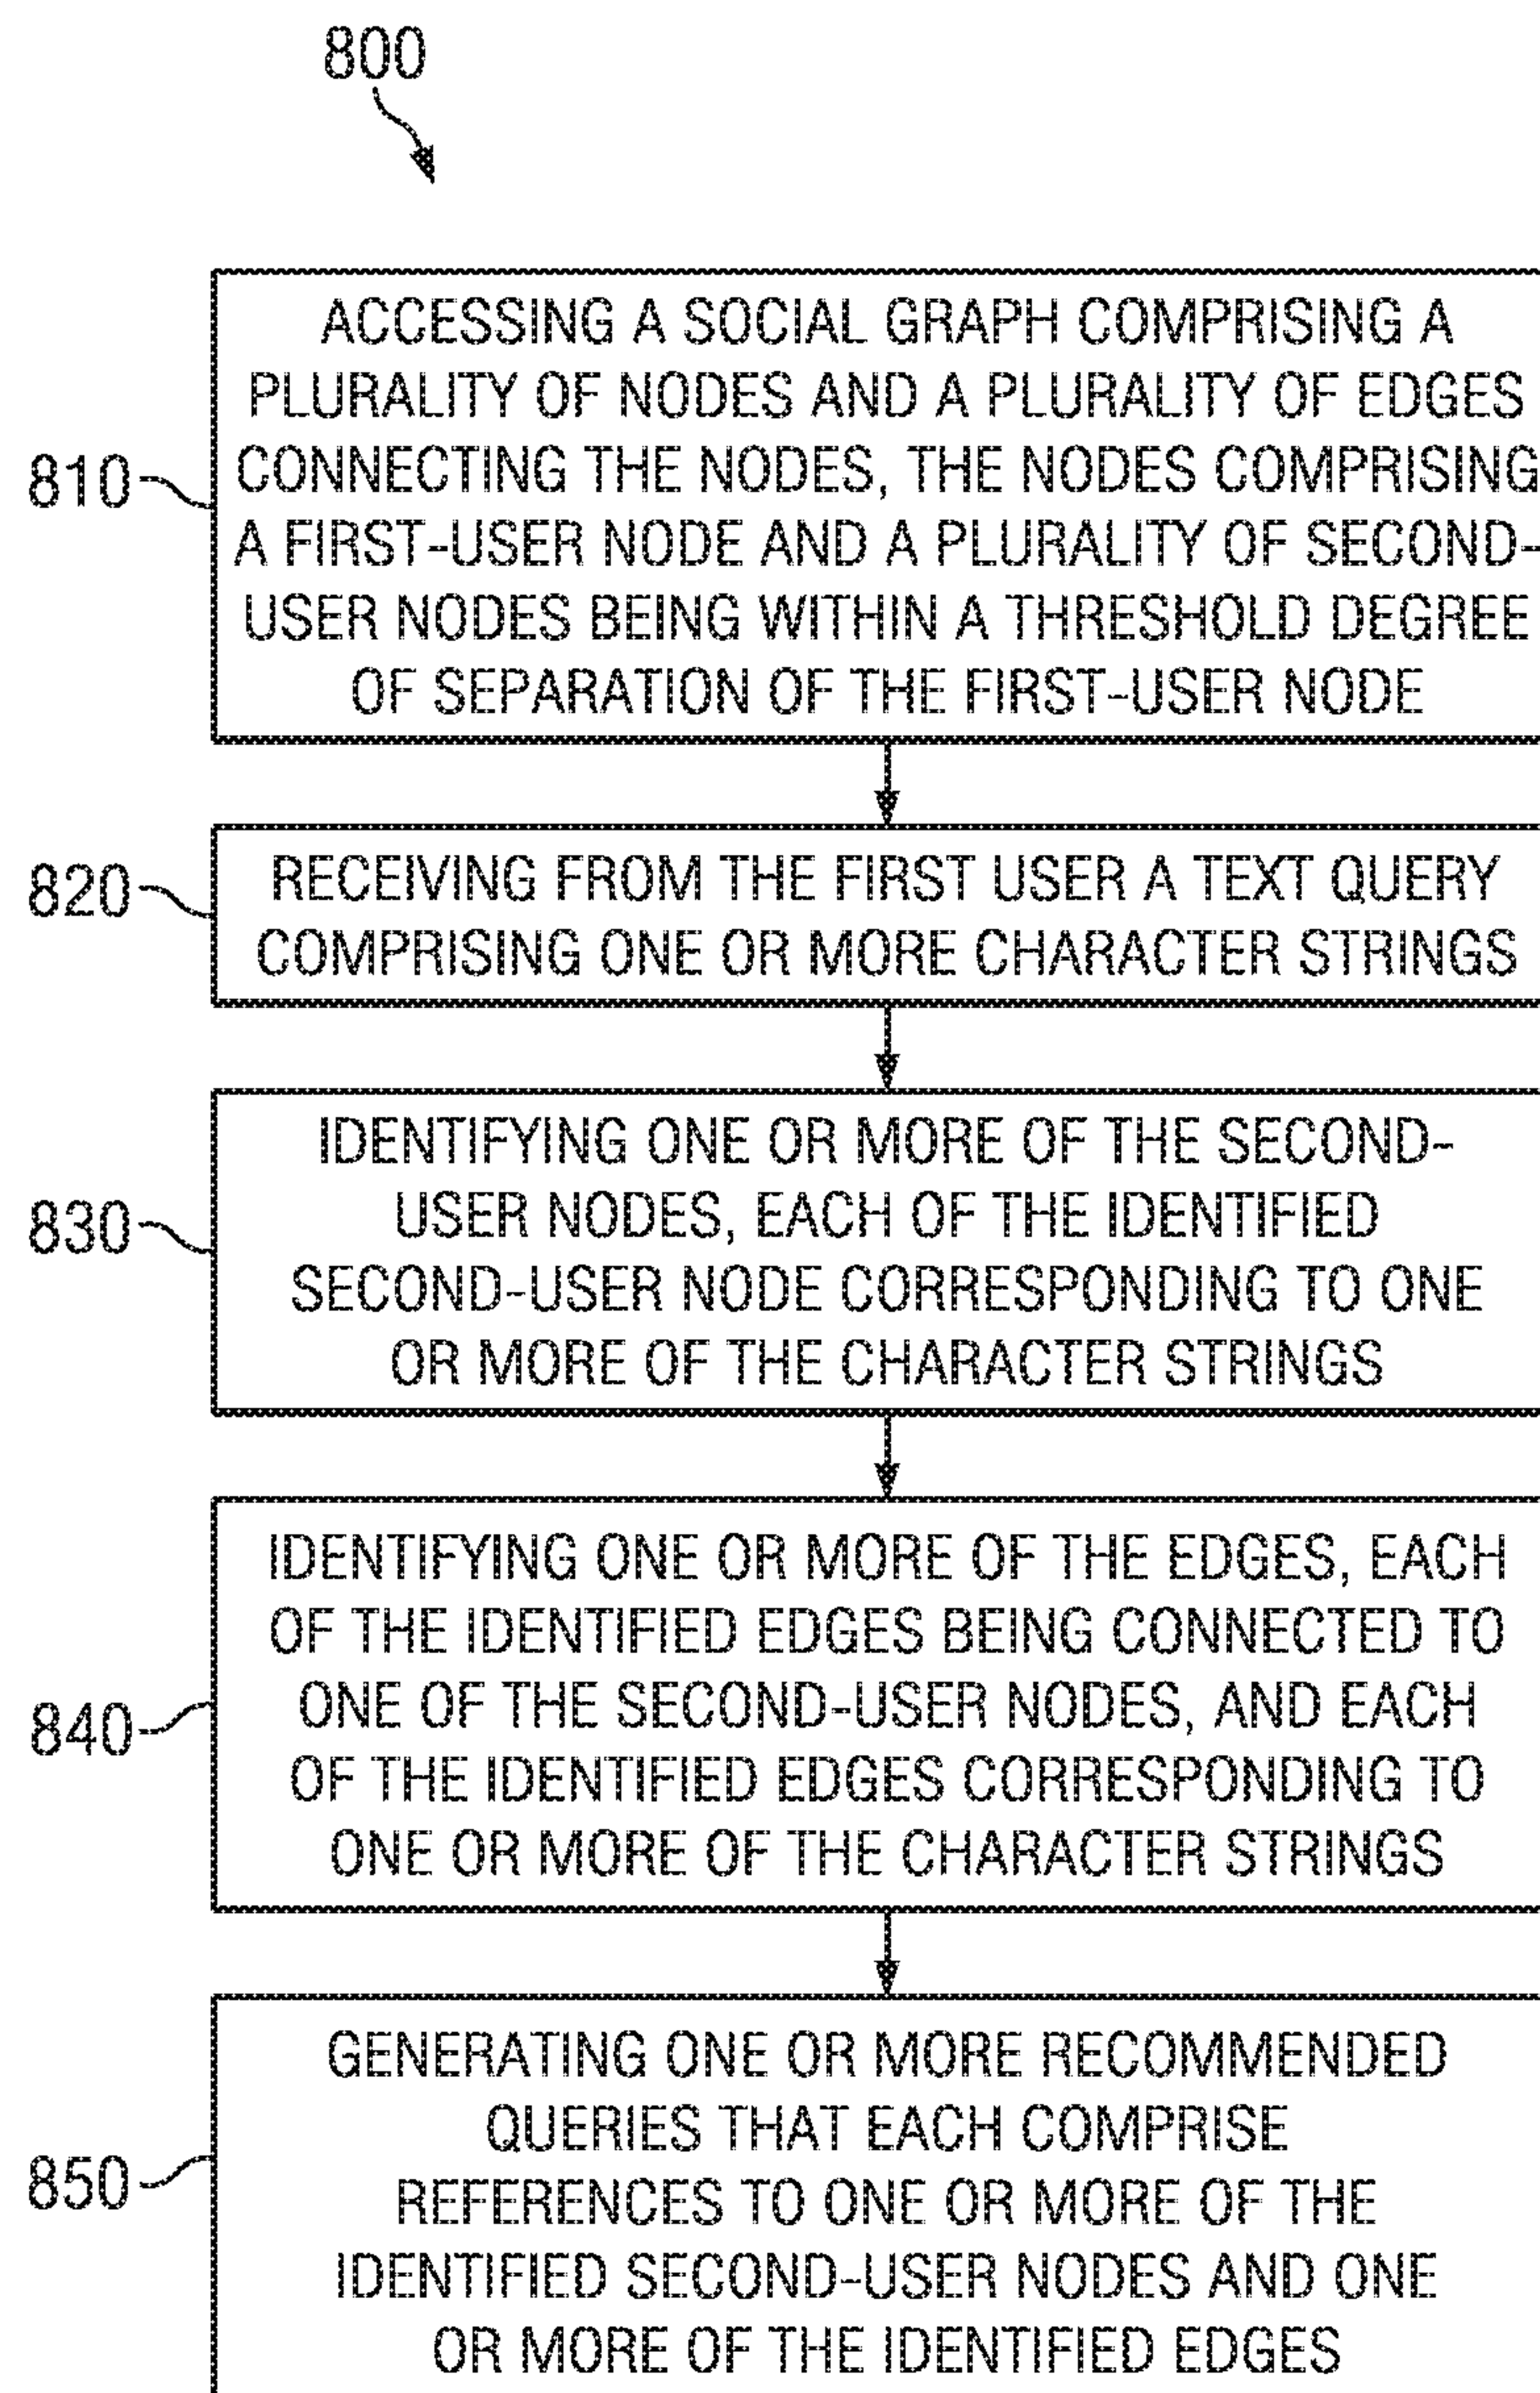 800
810
ACCESSING A SOCIAL GRAPH COMPRISING A
PLURALITY OF NODES AND A PLURALITY OF EDGES
CONNECTING THE NODES, THE NODES COMPRISING
A FIRST-USER NODE AND A PLURALITY OF SECOND-
USER NODES BEING WITHIN A THRESHOLD DEGREE
OF SEPARATION OF THE FIRST-USER NODE
820
RECEIVING FROM THE FIRST USER A TEXT QUERY
COMPRISING ONE OR MORE CHARACTER STRINGS
830
IDENTIFYING ONE OR MORE OF THE SECOND-
USER NODES, EACH OF THE IDENTIFIED
SECOND-USER NODE CORRESPONDING TO ONE
OR MORE OF THE CHARACTER STRINGS
840
IDENTIFYING ONE OR MORE OF THE EDGES, EACH
OF THE IDENTIFIED EDGES BEING CONNECTED TO
ONE OF THE SECOND-USER NODES, AND EACH
OF THE IDENTIFIED EDGES CORRESPONDING TO
ONE OR MORE OF THE CHARACTER STRINGS
850
GENERATING ONE OR MORE RECOMMENDED
QUERIES THAT EACH COMPRISE
REFERENCES TO ONE OR MORE OF THE
IDENTIFIED SECOND-USER NODES AND ONE
OR MORE OF THE IDENTIFIED EDGES